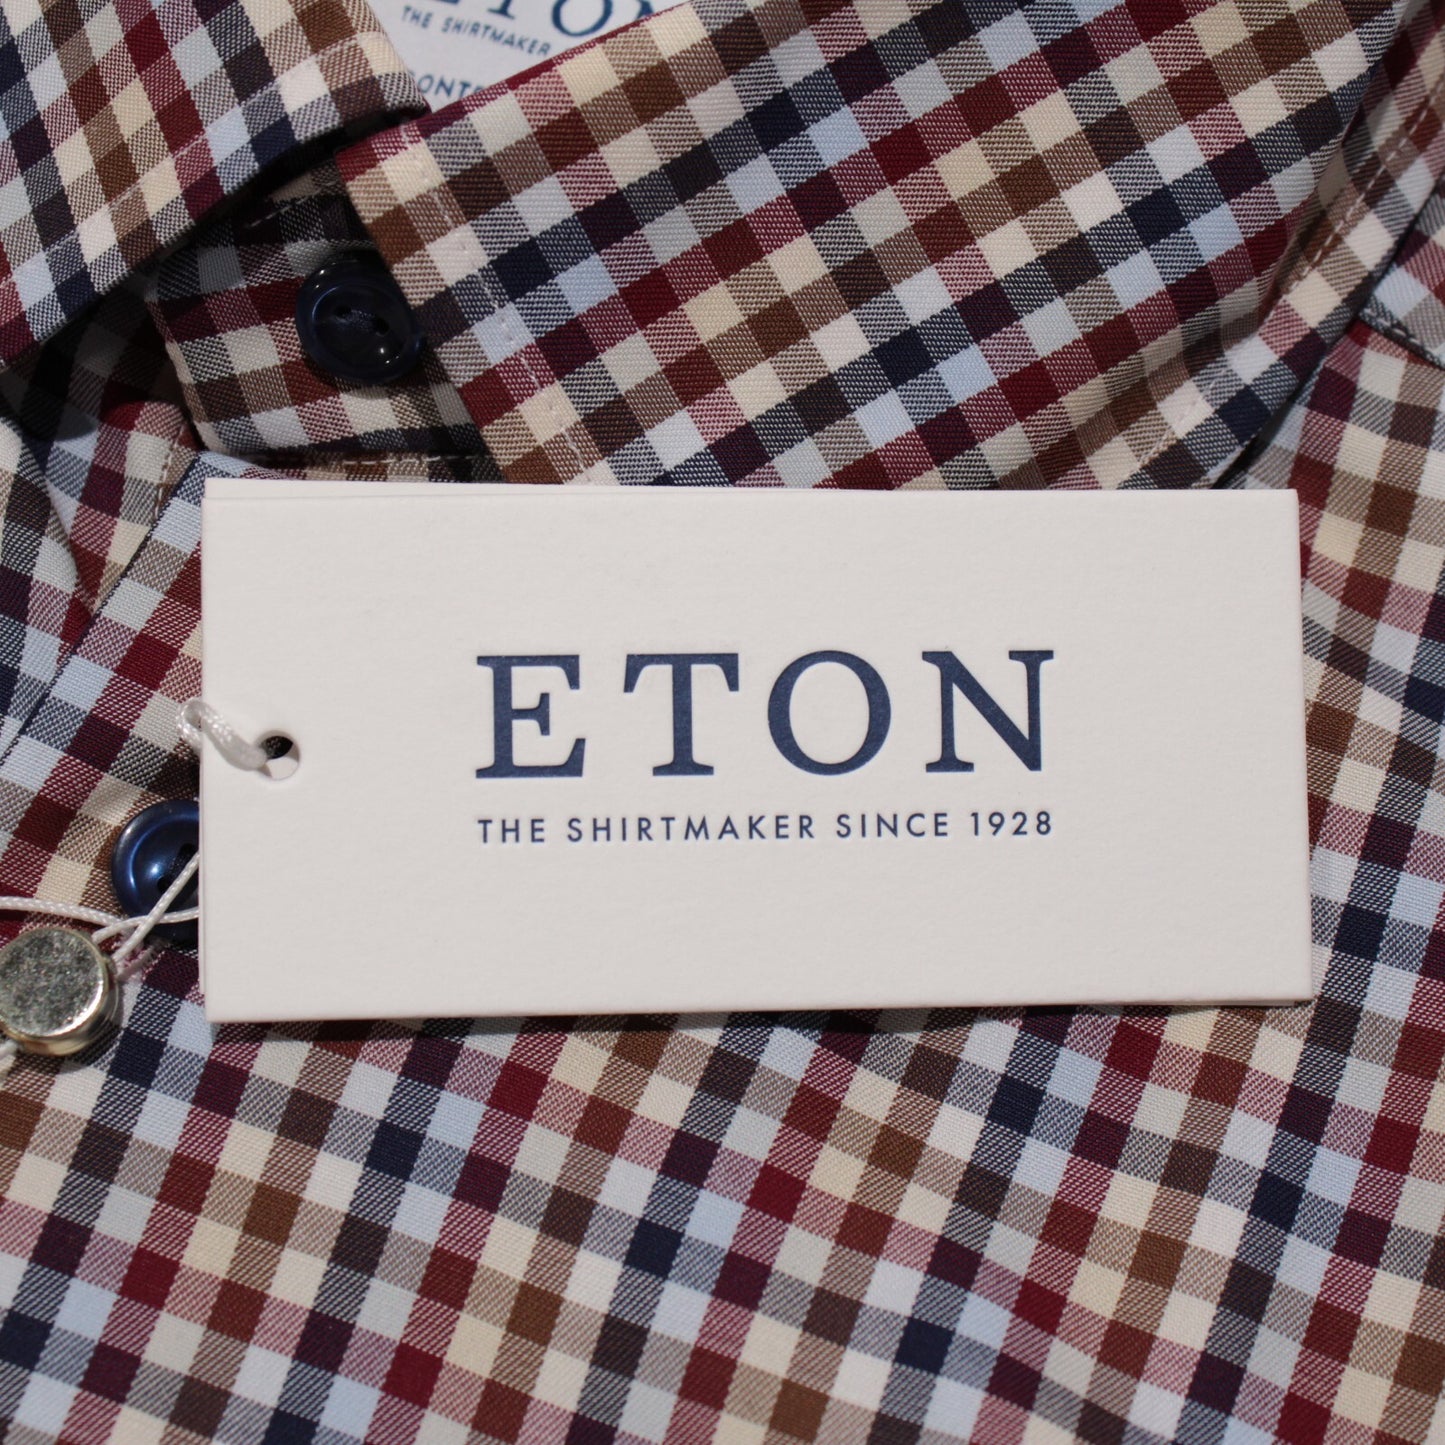 ETON
THE SHIRTMAKER
ETON
THE SHIRTMAKER SINCE 1928